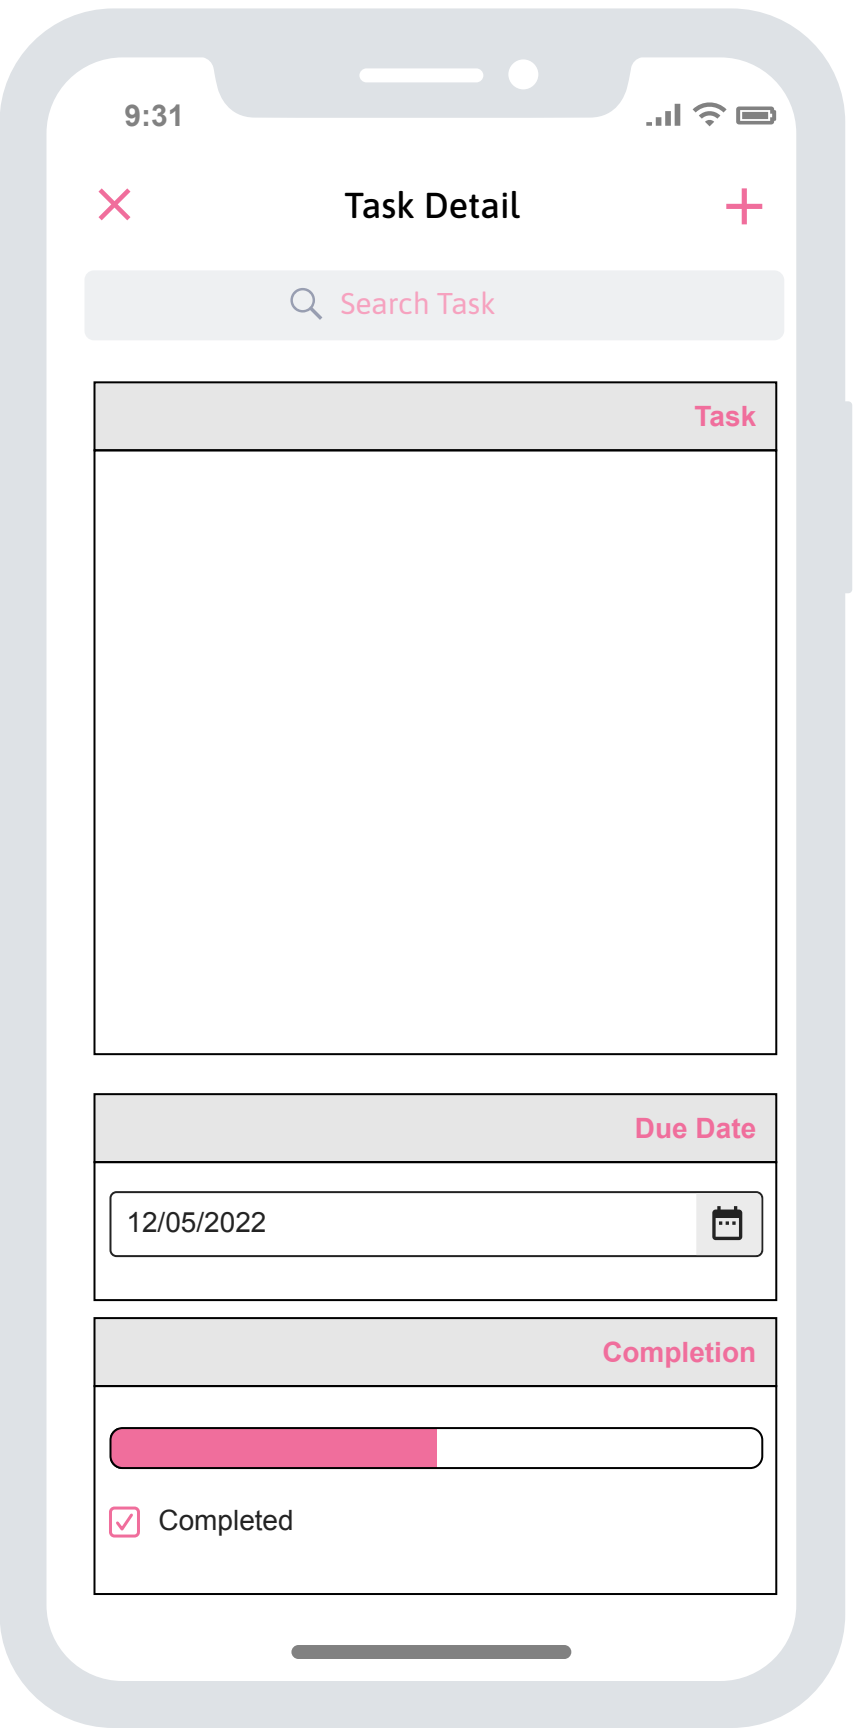 9:31
Task Detail
Search Task
Task
Due Date
12/05/2022
Completion
Completed